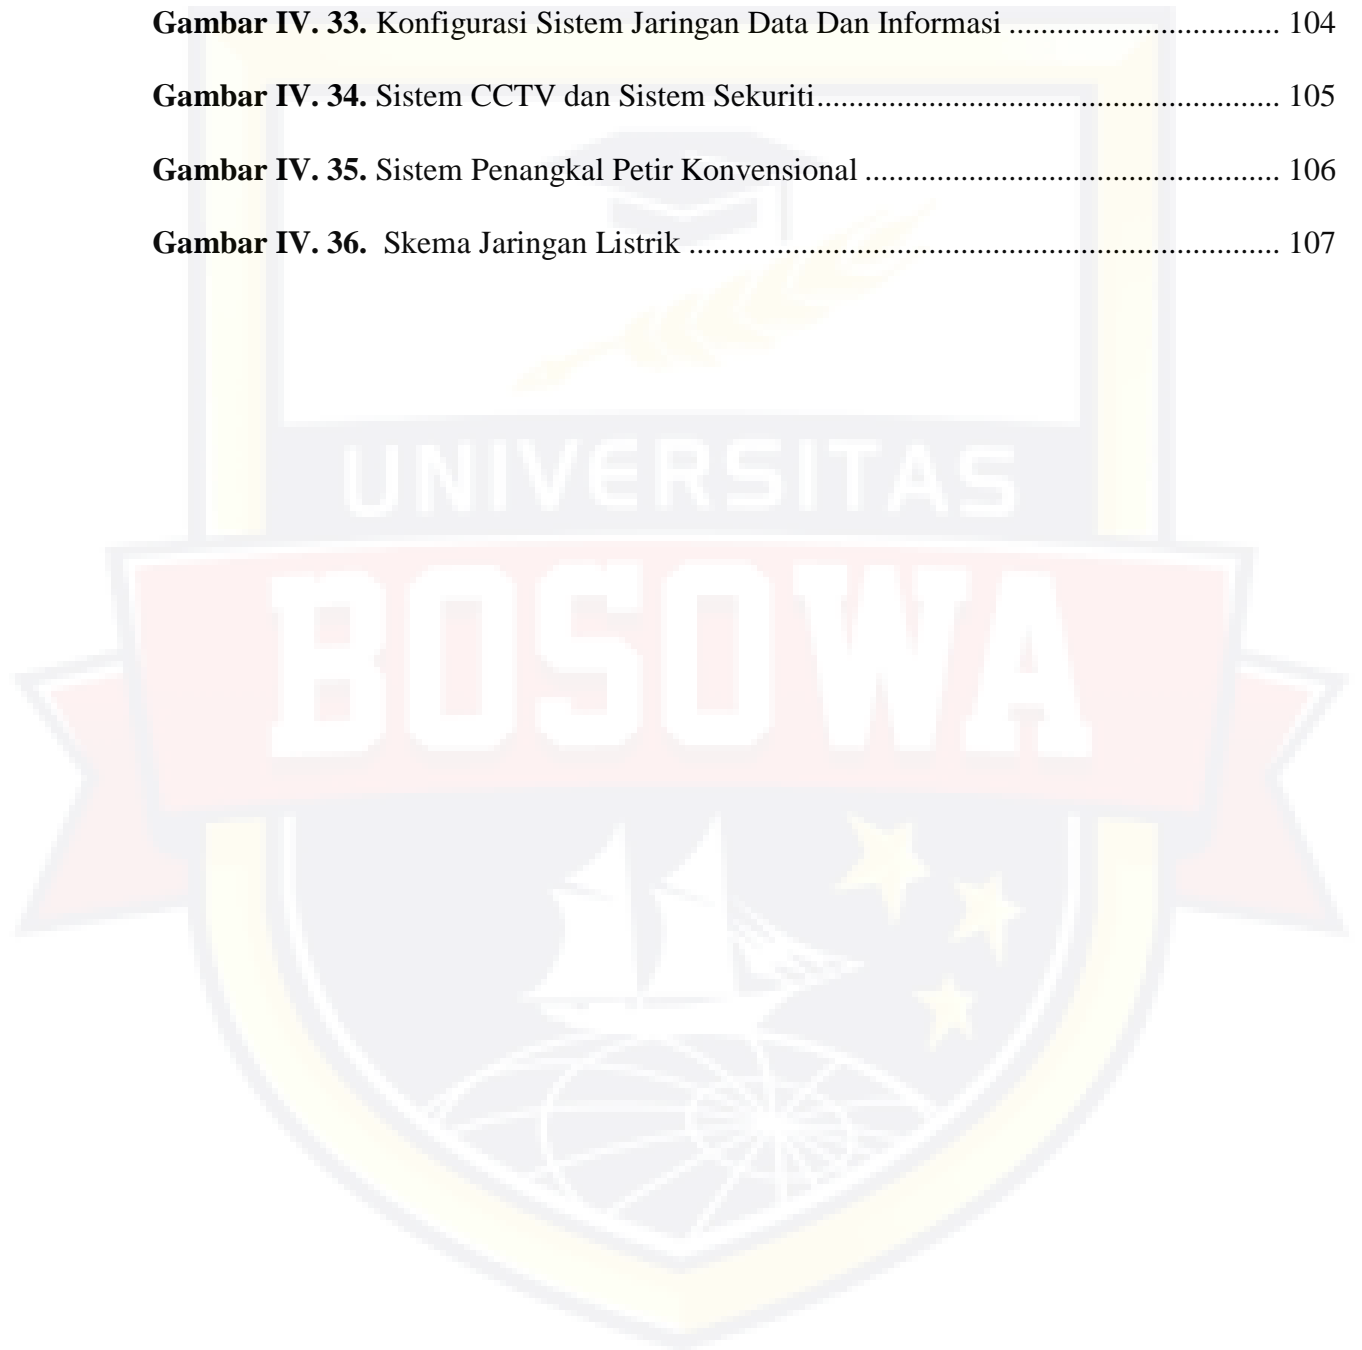 Gambar IV. 33. Konfigurasi Sistem Jaringan Data Dan Informasi ................................. 104
Gambar IV. 34. Sistem CCTV dan Sistem Sekuriti......................................................... 105
Gambar IV. 35. Sistem Penangkal Petir Konvensional ................................................... 106
Gambar IV. 36.  Skema Jaringan Listrik ......................................................................... 107
UNIVERSITAS
BOSOWA